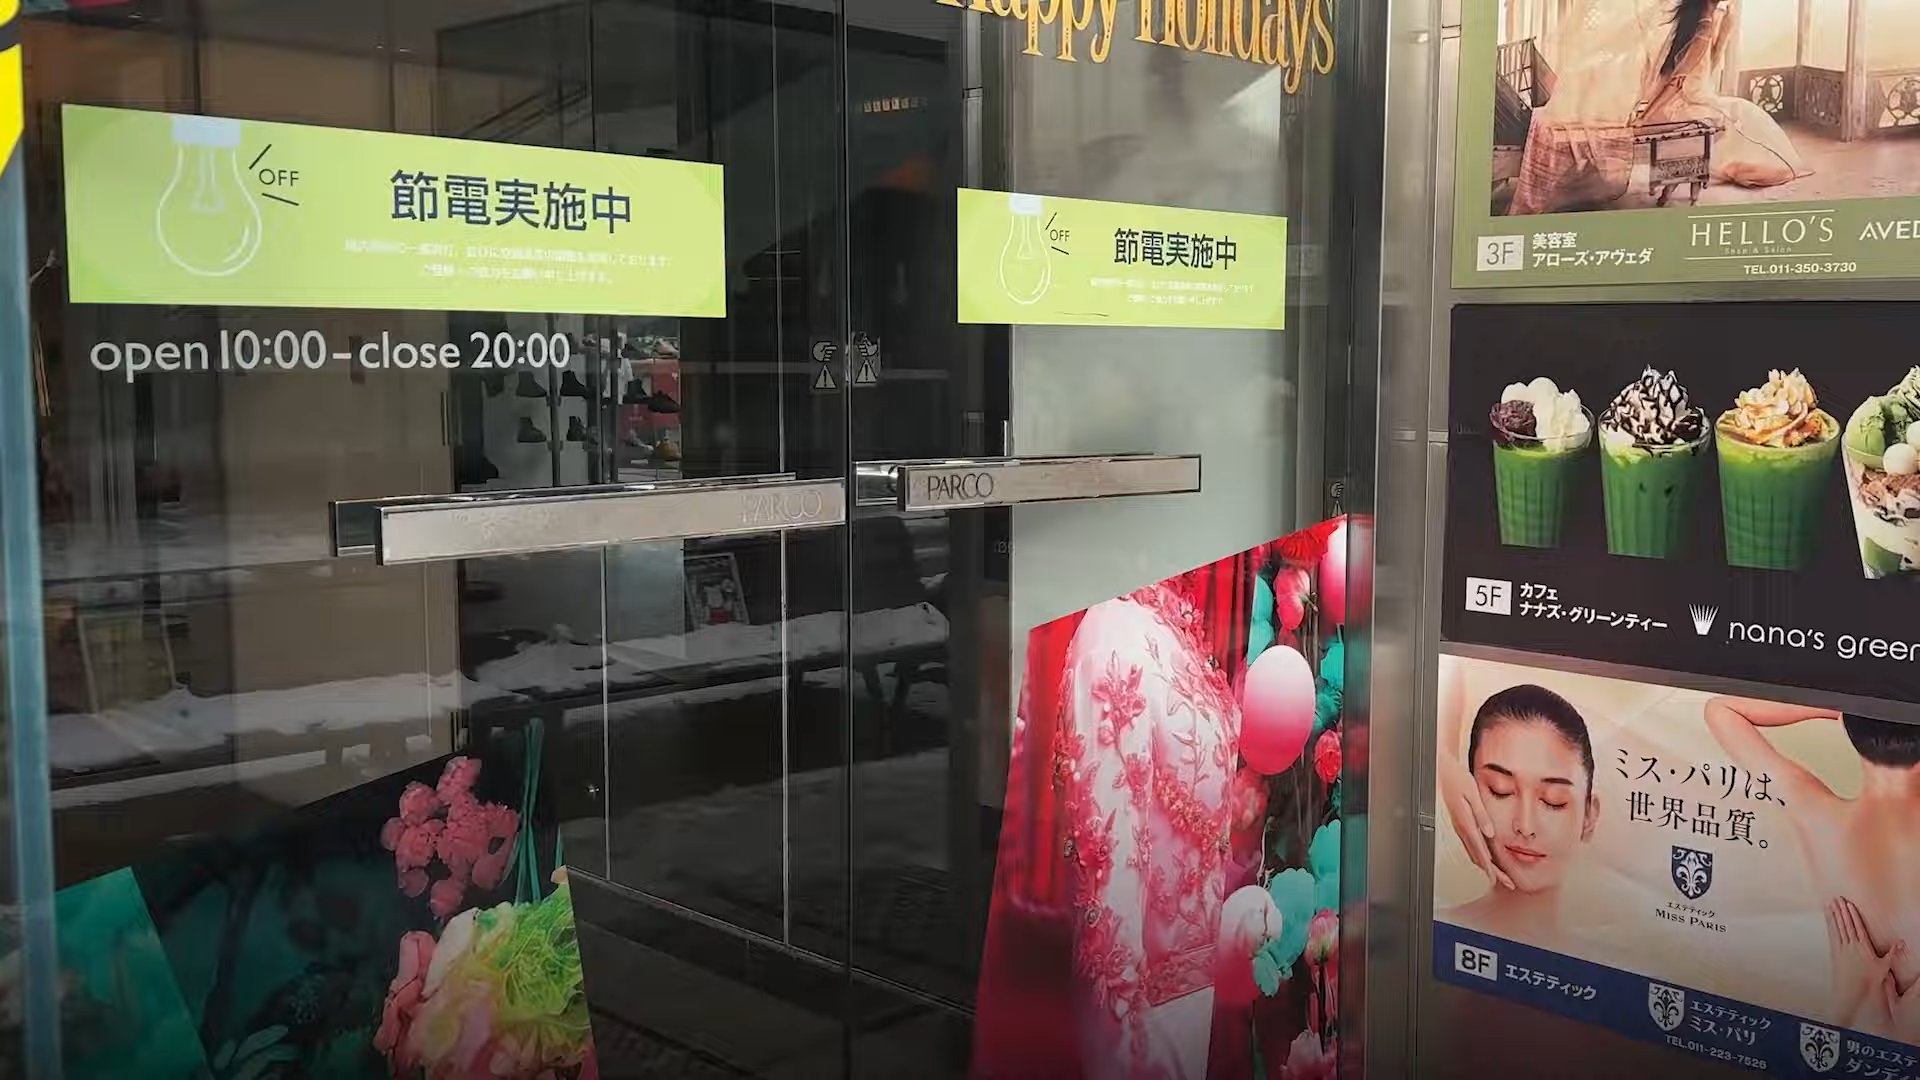 Happy Holidays
OFF
節電実施中
open 10:00–close 20:00
OFF
節電実施中
PARCO
PARCO
3F
美容室
アローズ・アヴェダ
HELLO'S
Shop & Salon
TEL.011-350-3730
5F
カフェ
ナナズ・グリーンティー
nana's green
ミス・パリは、
世界品質。
エステティック
MISS PARIS
8F
エステティック
エステティック
ミス・パリ
TEL.011-223-7526
男のエステ